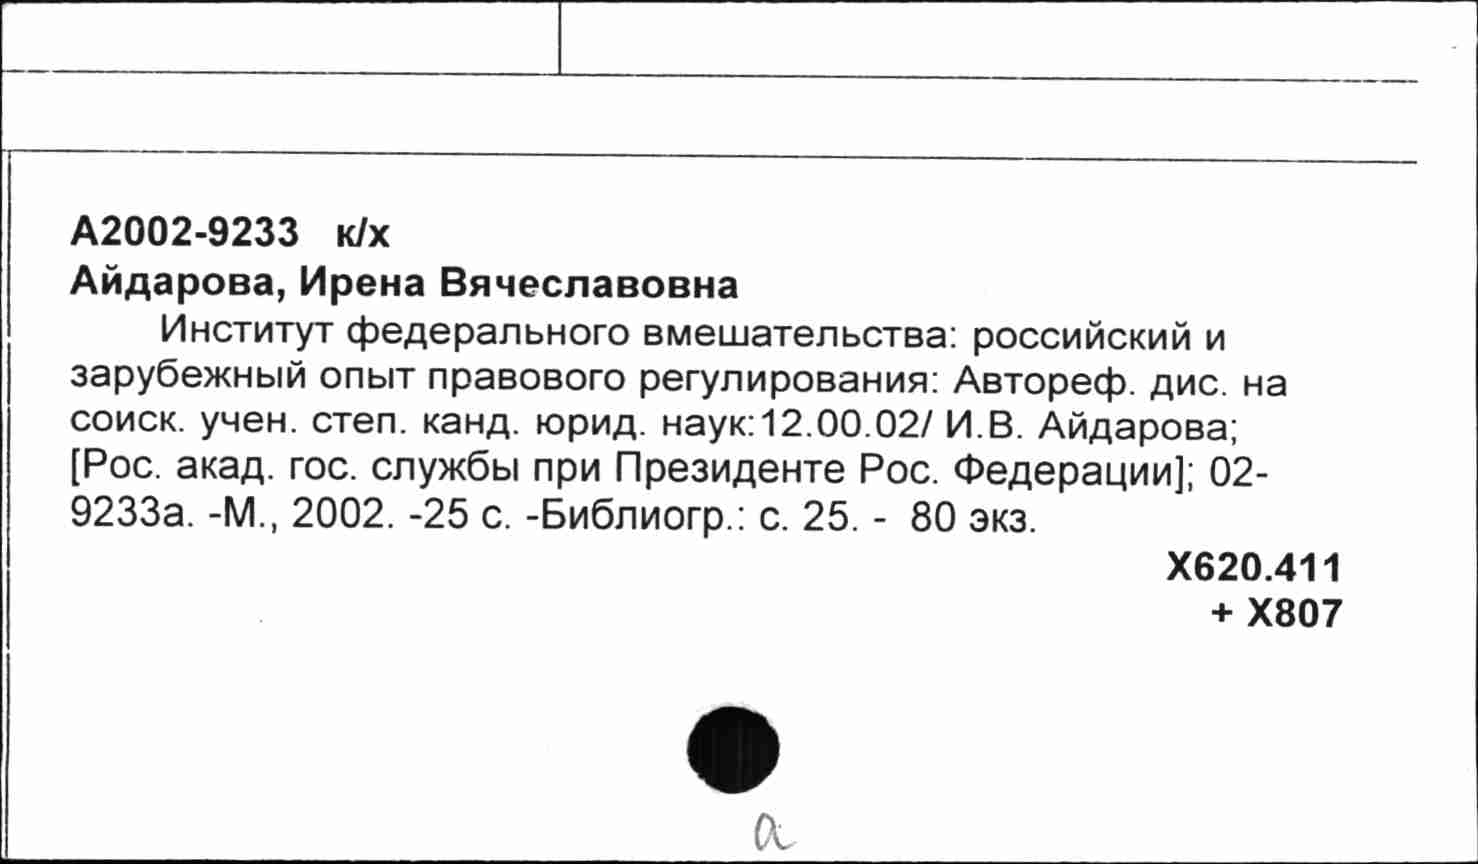 А2002-9233 к/х
Айдарова, Ирена Вячеславовна
Институт федерального вмешательства: российский и
зарубежный опыт правового регулирования: Автореф. дис. на
соиск. учен. степ. канд. юрид. наук:12.00.02/ И.В. Айдарова;
[Рос. акад. гос. службы при Президенте Рос. Федерации]; 02-
9233а. -М., 2002. -25 с. -Библиогр.: с. 25. - 80 экз.
Х620.411
+ Х807
а